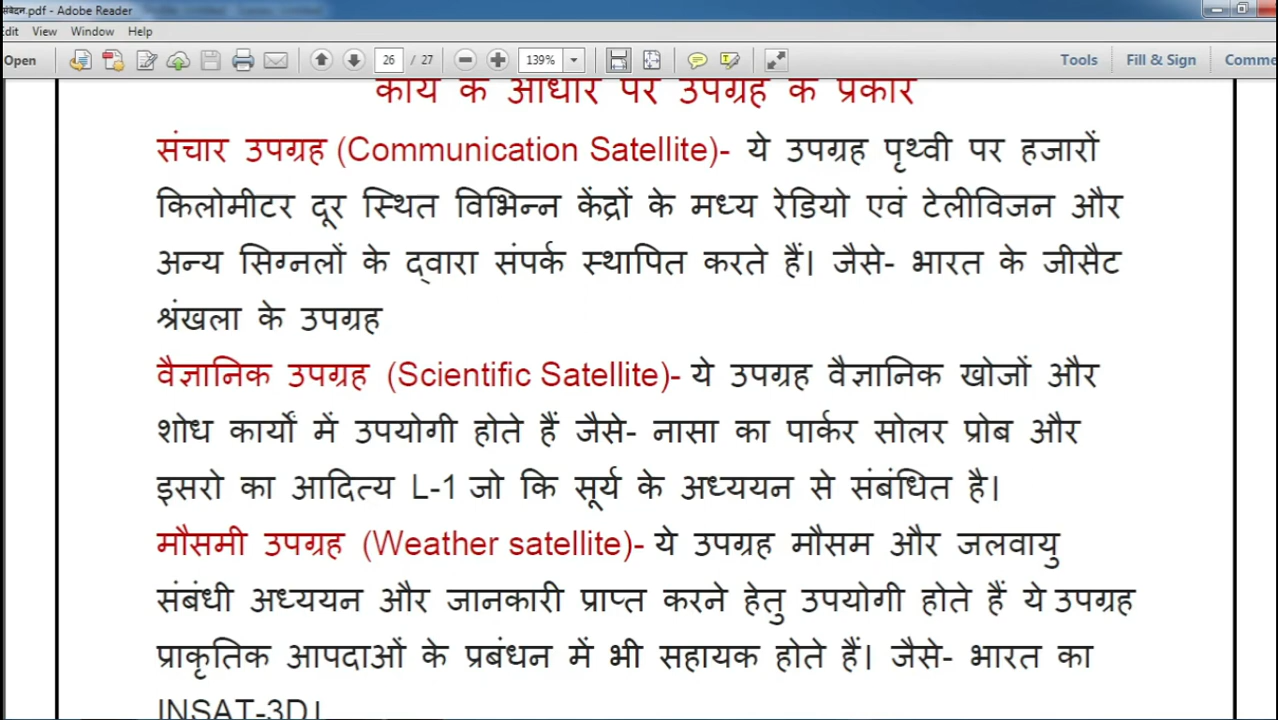 संवेदन.pdf - Adobe Reader
Edit View Window Help
Open 26 / 27 139% Tools Fill & Sign Comme
कार्य के आधार पर उपग्रह के प्रकार
संचार उपग्रह (Communication Satellite)- ये उपग्रह पृथ्वी पर हजारों
किलोमीटर दूर स्थित विभिन्न केंद्रों के मध्य रेडियो एवं टेलीविजन और
अन्य सिग्नलों के द्वारा संपर्क स्थापित करते हैं। जैसे- भारत के जीसैट
श्रंखला के उपग्रह
वैज्ञानिक उपग्रह (Scientific Satellite)- ये उपग्रह वैज्ञानिक खोजों और
शोध कार्यों में उपयोगी होते हैं जैसे- नासा का पार्कर सोलर प्रोब और
इसरो का आदित्य L-1 जो कि सूर्य के अध्ययन से संबंधित है।
मौसमी उपग्रह (Weather satellite)- ये उपग्रह मौसम और जलवायु
संबंधी अध्ययन और जानकारी प्राप्त करने हेतु उपयोगी होते हैं ये उपग्रह
प्राकृतिक आपदाओं के प्रबंधन में भी सहायक होते हैं। जैसे- भारत का
INSAT-3D।